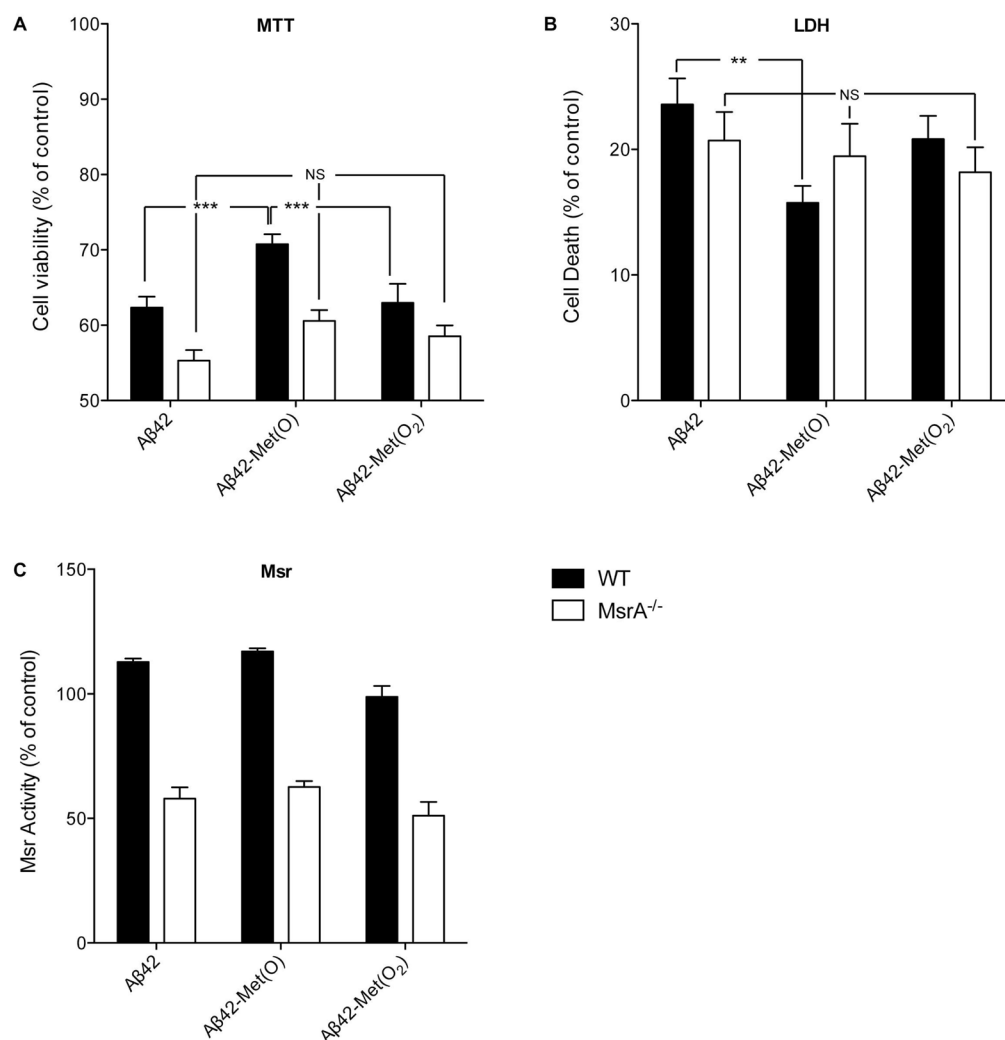 A
MTT
Cell viability (% of control)
100
90
80
70
60
50
NS
***
***
Aβ42
Aβ42-Met(O)
Aβ42-Met(O₂)
B
LDH
Cell Death (% of control)
30
20
10
0
**
NS
Aβ42
Aβ42-Met(O)
Aβ42-Met(O₂)
C
Msr
Msr Activity (% of control)
150
100
50
0
Aβ42
Aβ42-Met(O)
Aβ42-Met(O₂)
WT
MsrA⁻/⁻